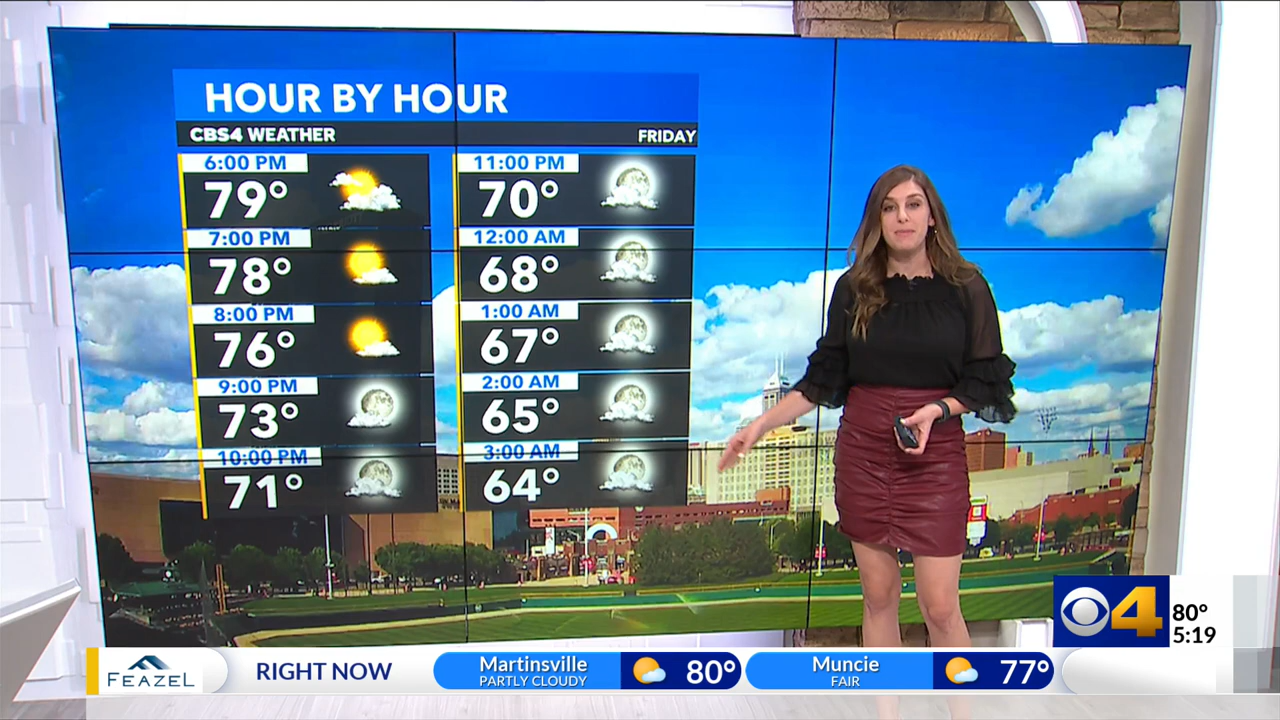 HOUR BY HOUR
CBS4 WEATHER
FRIDAY
6:00 PM
79°
7:00 PM
78°
8:00 PM
76°
9:00 PM
73°
10:00 PM
71°
11:00 PM
70°
12:00 AM
68°
1:00 AM
67°
2:00 AM
65°
3:00 AM
64°
4
80°
5:19
FEAZEL
RIGHT NOW
Martinsville
PARTLY CLOUDY
80°
Muncie
FAIR
77°